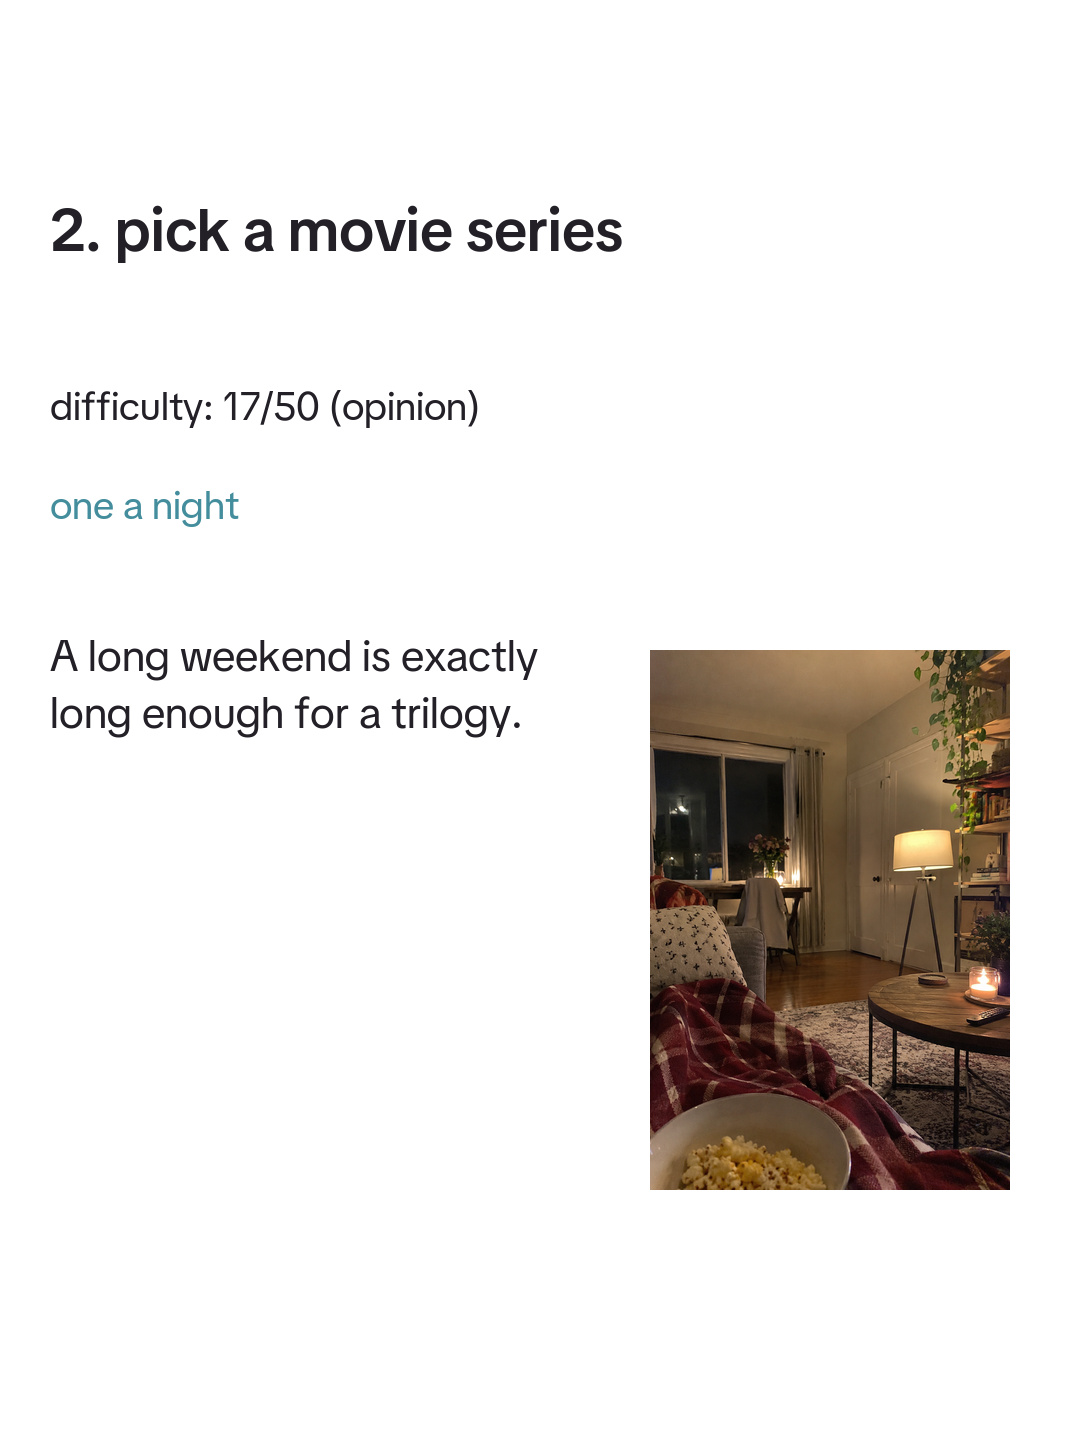 2. pick a movie series
difficulty: 17/50 (opinion)
one a night
A long weekend is exactly
long enough for a trilogy.